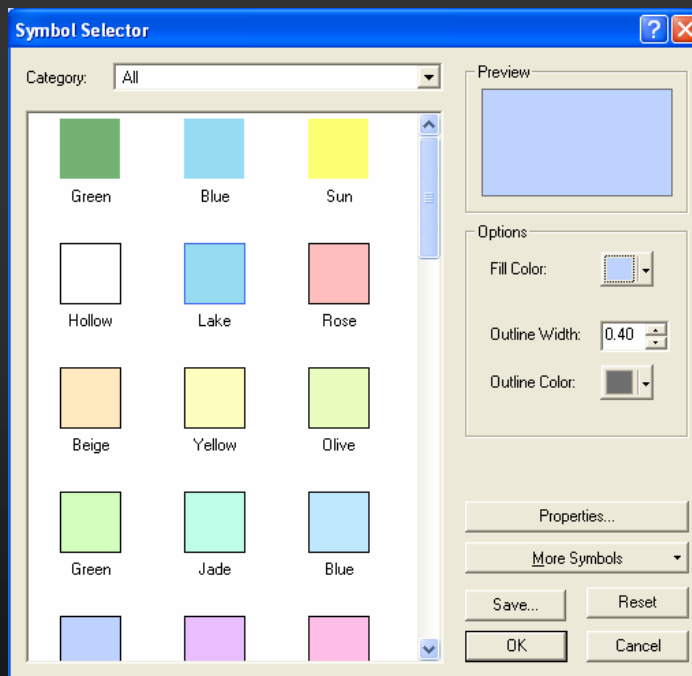 Symbol Selector
Category: All
Green Blue Sun
Hollow Lake Rose
Beige Yellow Olive
Green Jade Blue
Preview
Options
Fill Color:
Outline Width: 0.40
Outline Color:
Properties...
More Symbols
Save... Reset
OK Cancel